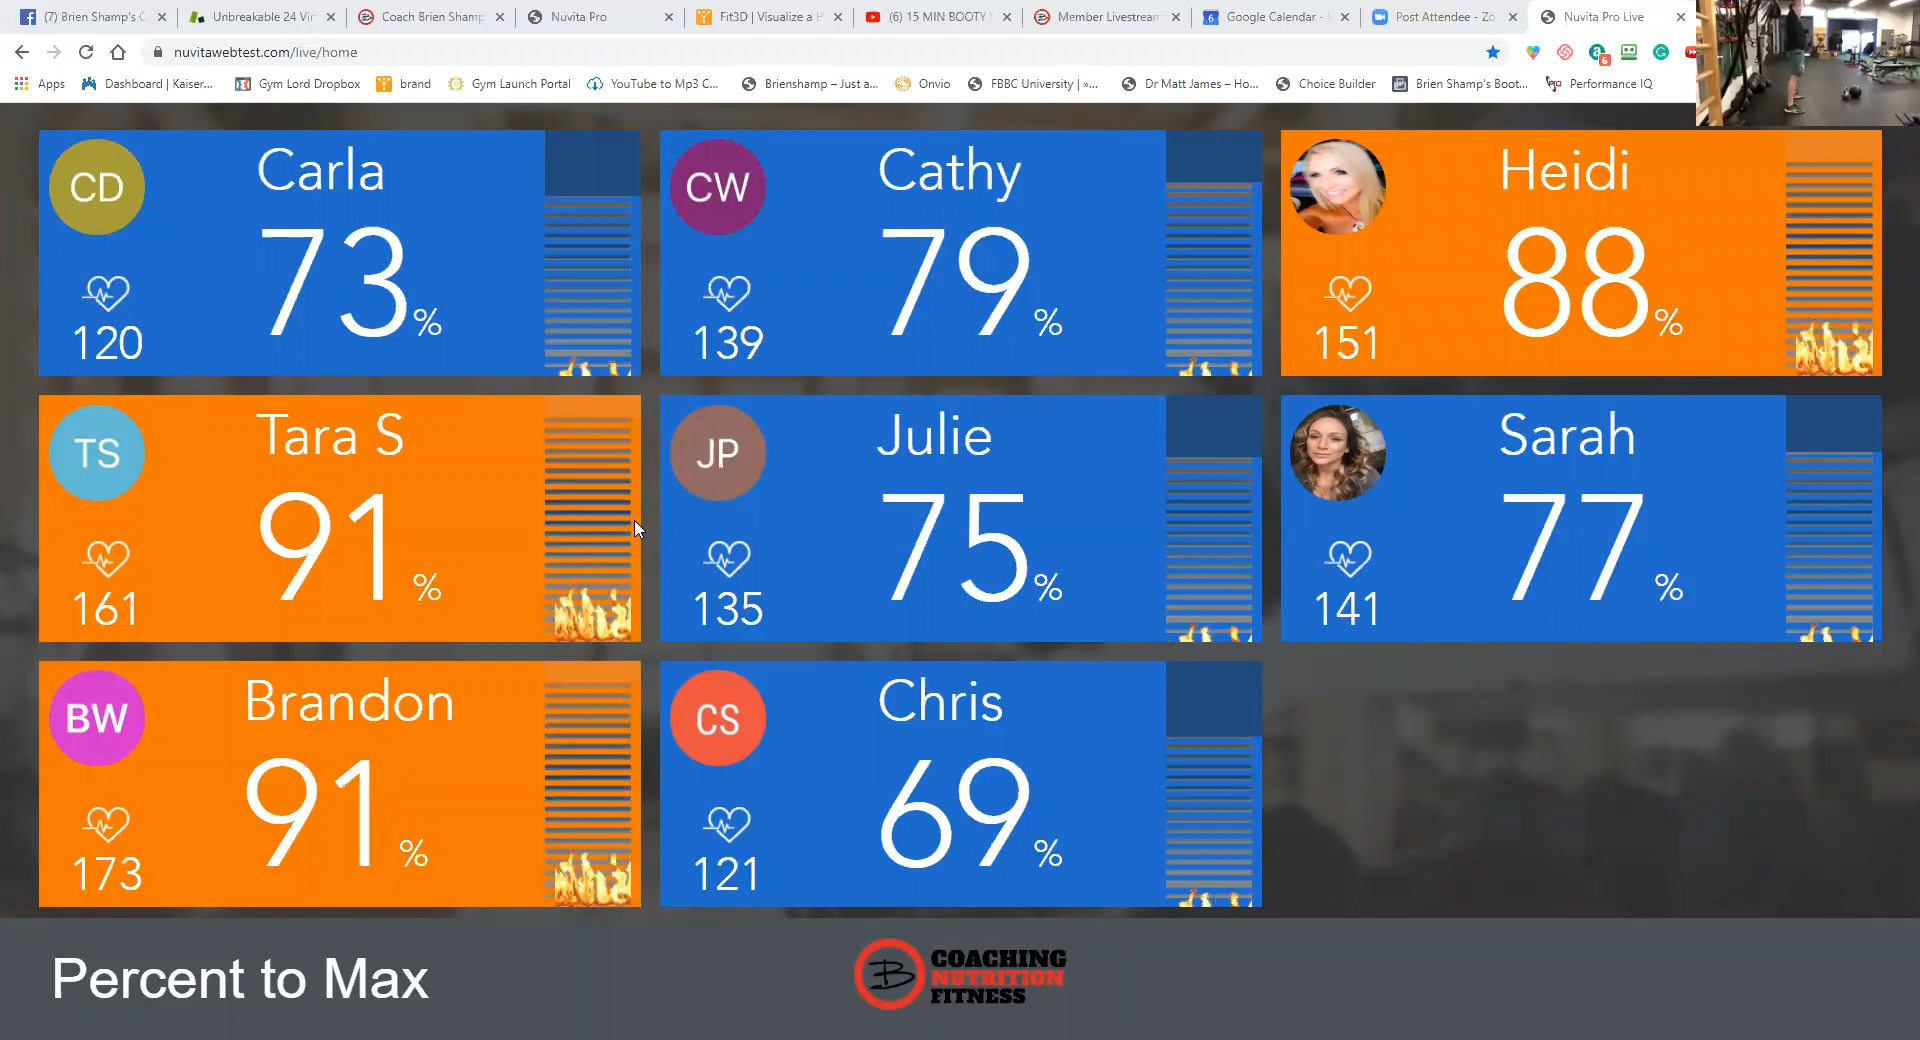 (7) Brien Shamp's C
Unbreakable 24 Vir
Coach Brien Shamp
Nuvita Pro
Fit3D | Visualize a H
(6) 15 MIN BOOTY
Member Livestream
Google Calendar -
Post Attendee - Zo
Nuvita Pro Live
nuvitawebtest.com/live/home
6
Apps
Dashboard | Kaiser...
Gym Lord Dropbox
brand
Gym Launch Portal
YouTube to Mp3 C...
Brienshamp – Just a...
Onvio
FBBC University | »...
Dr Matt James – Ho...
Choice Builder
Brien Shamp's Boot...
Performance IQ
CD
Carla
73%
120
CW
Cathy
79%
139
Heidi
88%
151
TS
Tara S
91%
161
JP
Julie
75%
135
Sarah
77%
141
BW
Brandon
91%
173
CS
Chris
69%
121
Percent to Max
B
COACHING
NUTRITION
FITNESS